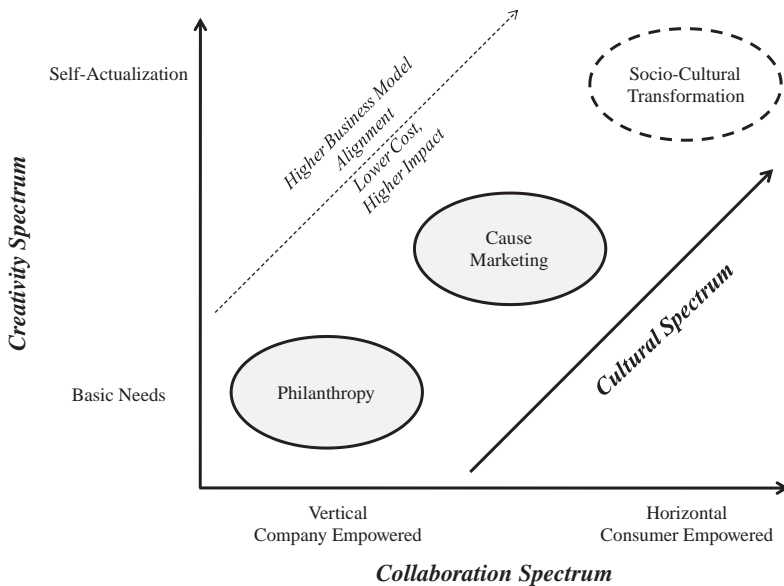 Self-Actualization
Socio-Cultural
Transformation
Higher Business Model
Alignment
Lower Cost,
Higher Impact
Creativity Spectrum
Cause
Marketing
Cultural Spectrum
Basic Needs
Philanthropy
Vertical
Company Empowered
Horizontal
Consumer Empowered
Collaboration Spectrum